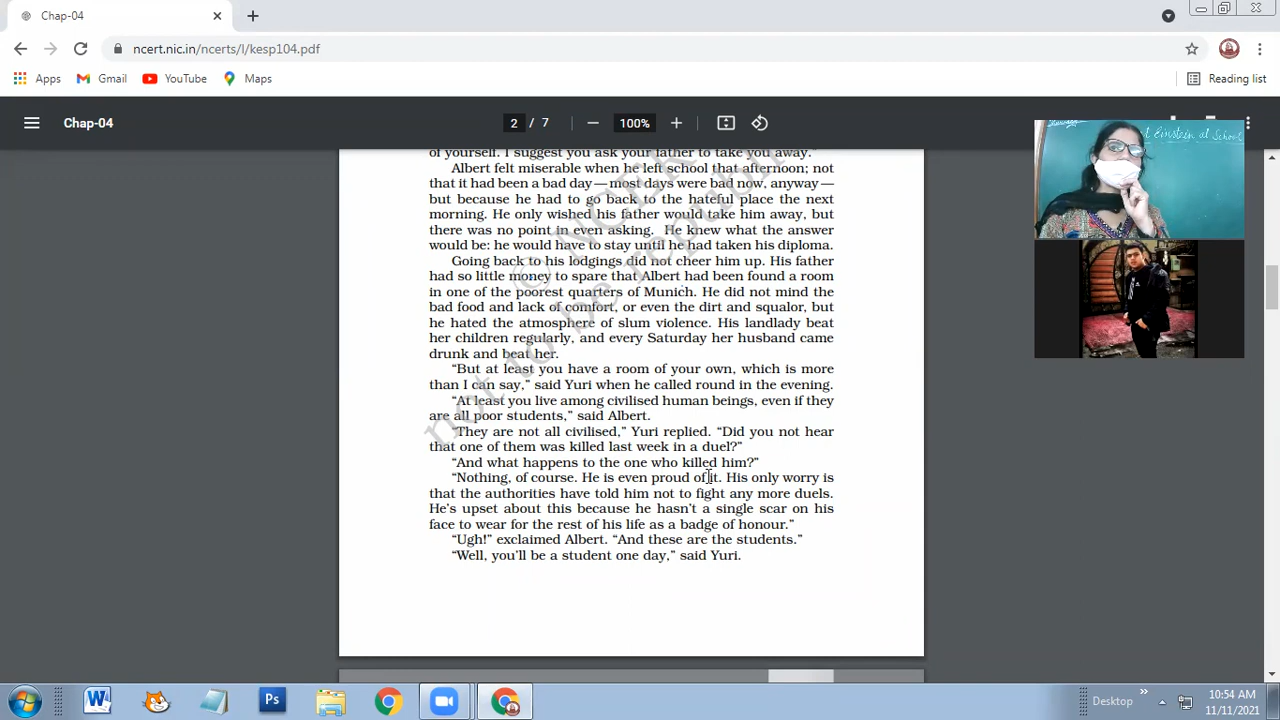 Chap-04
ncert.nic.in/ncerts/l/kesp104.pdf
Apps Gmail YouTube Maps Reading list
Chap-04 2 / 7 100%
of yourself. I suggest you ask your father to take you away.”
Albert felt miserable when he left school that afternoon; not
that it had been a bad day — most days were bad now, anyway —
but because he had to go back to the hateful place the next
morning. He only wished his father would take him away, but
there was no point in even asking. He knew what the answer
would be: he would have to stay until he had taken his diploma.
Going back to his lodgings did not cheer him up. His father
had so little money to spare that Albert had been found a room
in one of the poorest quarters of Munich. He did not mind the
bad food and lack of comfort, or even the dirt and squalor, but
he hated the atmosphere of slum violence. His landlady beat
her children regularly, and every Saturday her husband came
drunk and beat her.
“But at least you have a room of your own, which is more
than I can say,” said Yuri when he called round in the evening.
“At least you live among civilised human beings, even if they
are all poor students,” said Albert.
“They are not all civilised,” Yuri replied. “Did you not hear
that one of them was killed last week in a duel?”
“And what happens to the one who killed him?”
“Nothing, of course. He is even proud of it. His only worry is
that the authorities have told him not to fight any more duels.
He’s upset about this because he hasn’t a single scar on his
face to wear for the rest of his life as a badge of honour.”
“Ugh!” exclaimed Albert. “And these are the students.”
“Well, you’ll be a student one day,” said Yuri.
© NCER
not to be republ
Einstein at School
Desktop
10:54 AM
11/11/2021